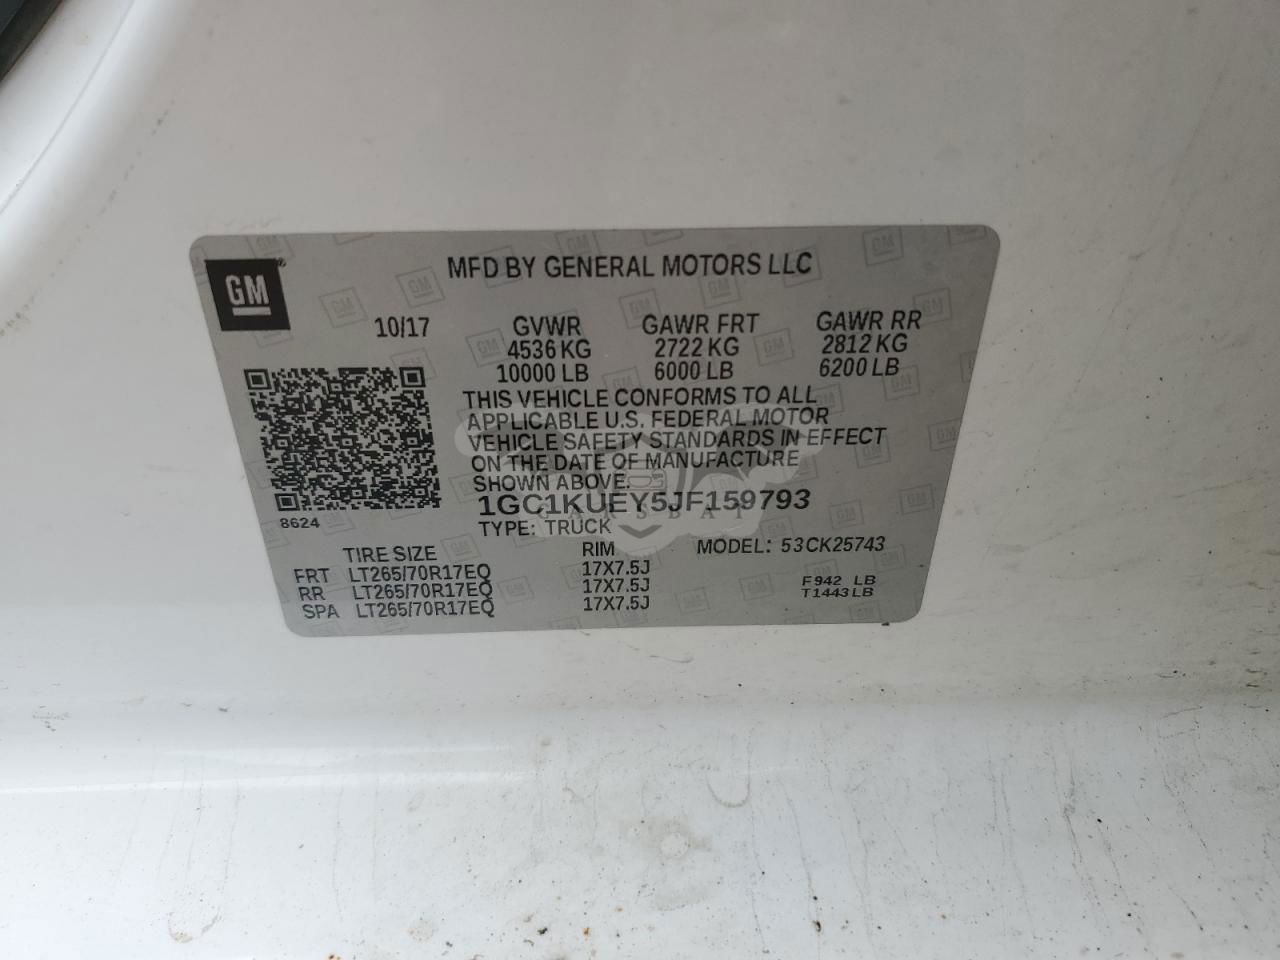 GM
MFD BY GENERAL MOTORS LLC
10/17 GVWR GAWR FRT GAWR RR
4536 KG 2722 KG 2812 KG
10000 LB 6000 LB 6200 LB
THIS VEHICLE CONFORMS TO ALL
APPLICABLE U.S. FEDERAL MOTOR
VEHICLE SAFETY STANDARDS IN EFFECT
ON THE DATE OF MANUFACTURE
SHOWN ABOVE.
1GC1KUEY5JF159793
8624
TYPE: TRUCK
TIRE SIZE RIM MODEL: 53CK25743
FRT LT265/70R17EQ 17X7.5J
RR LT265/70R17EQ 17X7.5J
SPA LT265/70R17EQ 17X7.5J
F942 LB
T1443LB